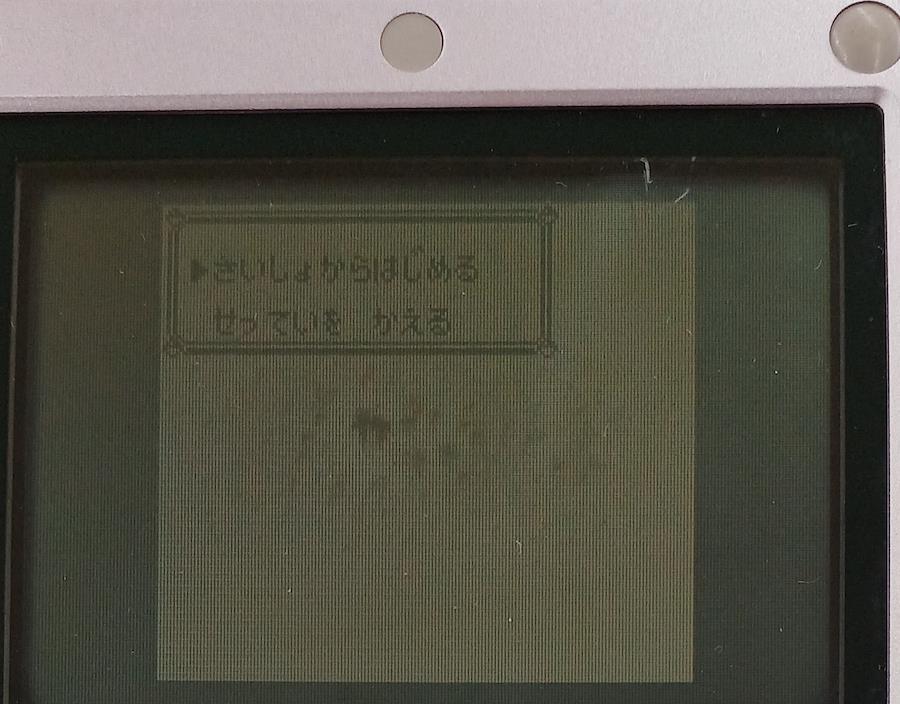 ▶さいしょからはじめる
せっていを かえる